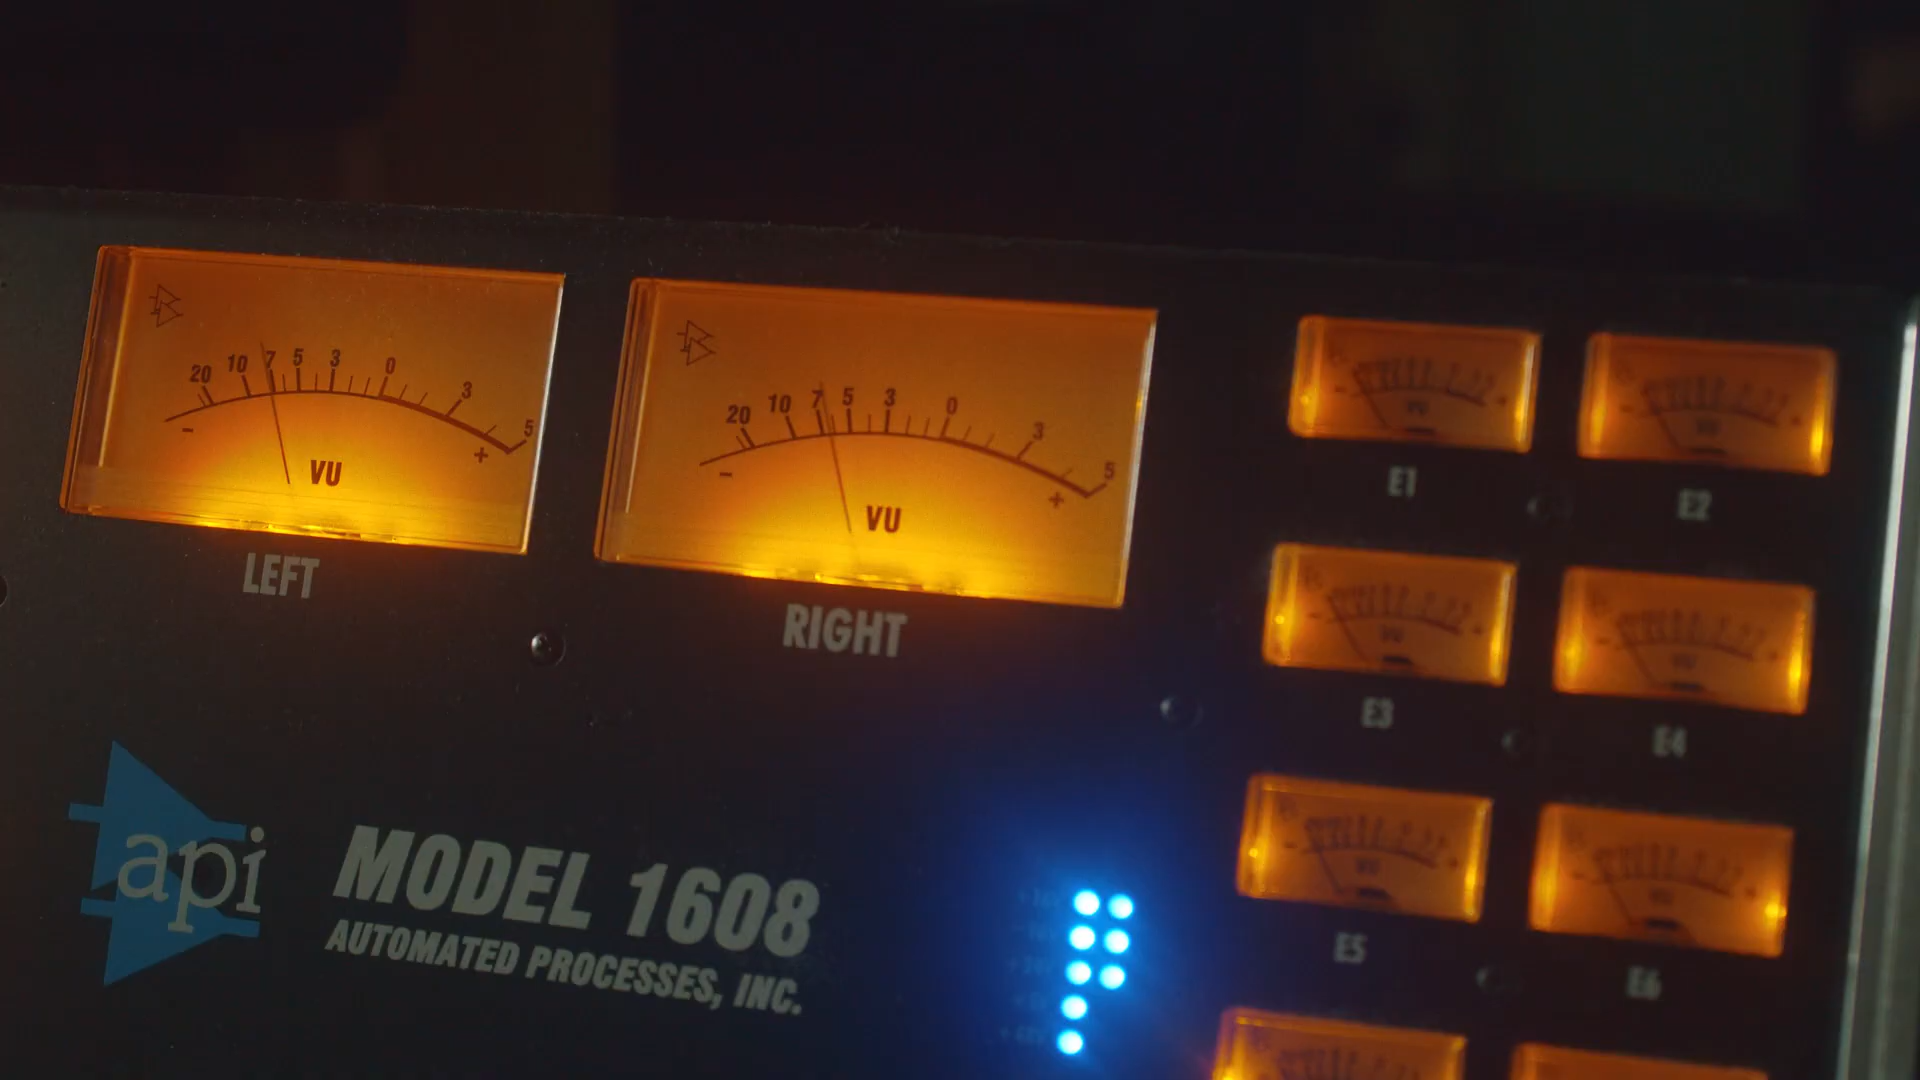 20 10 7 5 3 0 3 5
- +
VU
LEFT
20 10 7 5 3 0 3 5
- +
VU
RIGHT
E1
E2
E3
E4
E5
E6
api
MODEL 1608
AUTOMATED PROCESSES, INC.